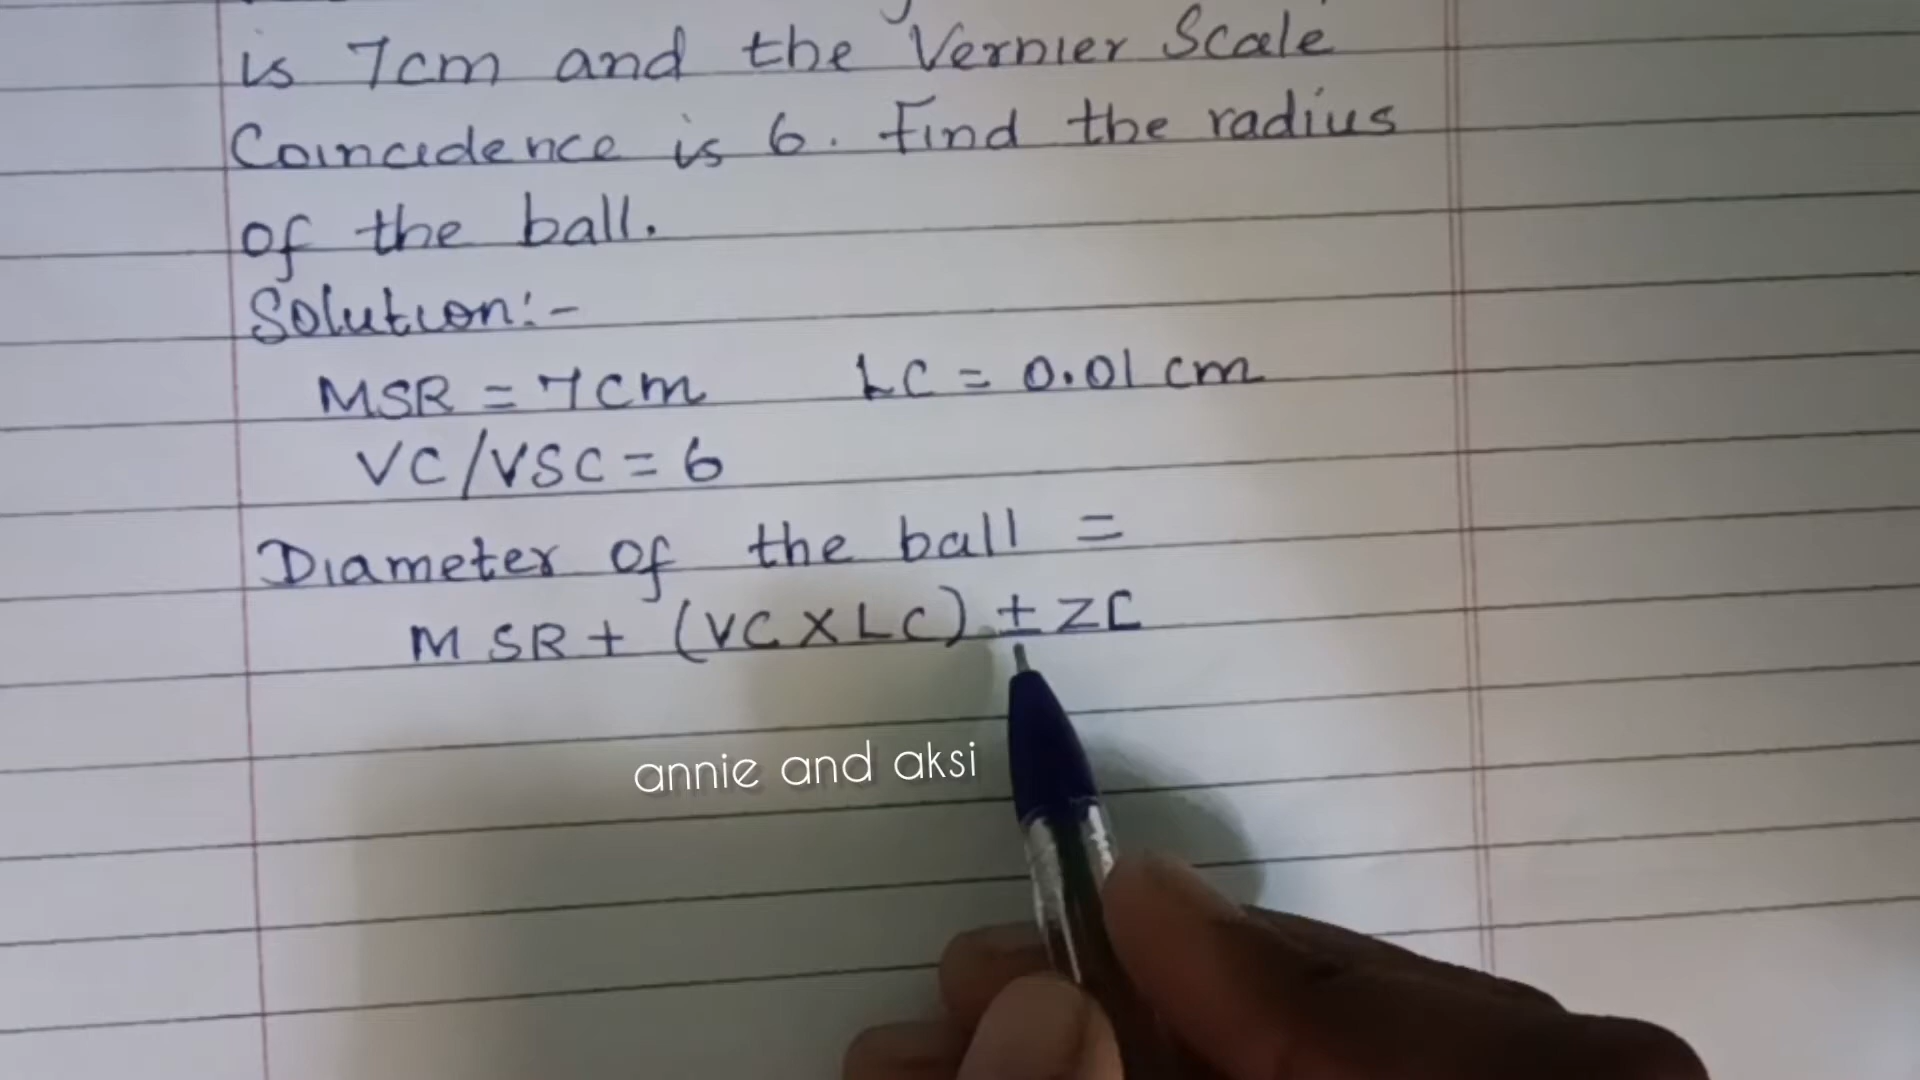 is 7cm and the Vernier Scale
Coincidence is 6. Find the radius
of the ball.
Solution:-
MSR = 7cm LC = 0.01 cm
VC/VSC = 6
Diameter of the ball =
MSR + (VC X LC) ± ZC
annie and aksi